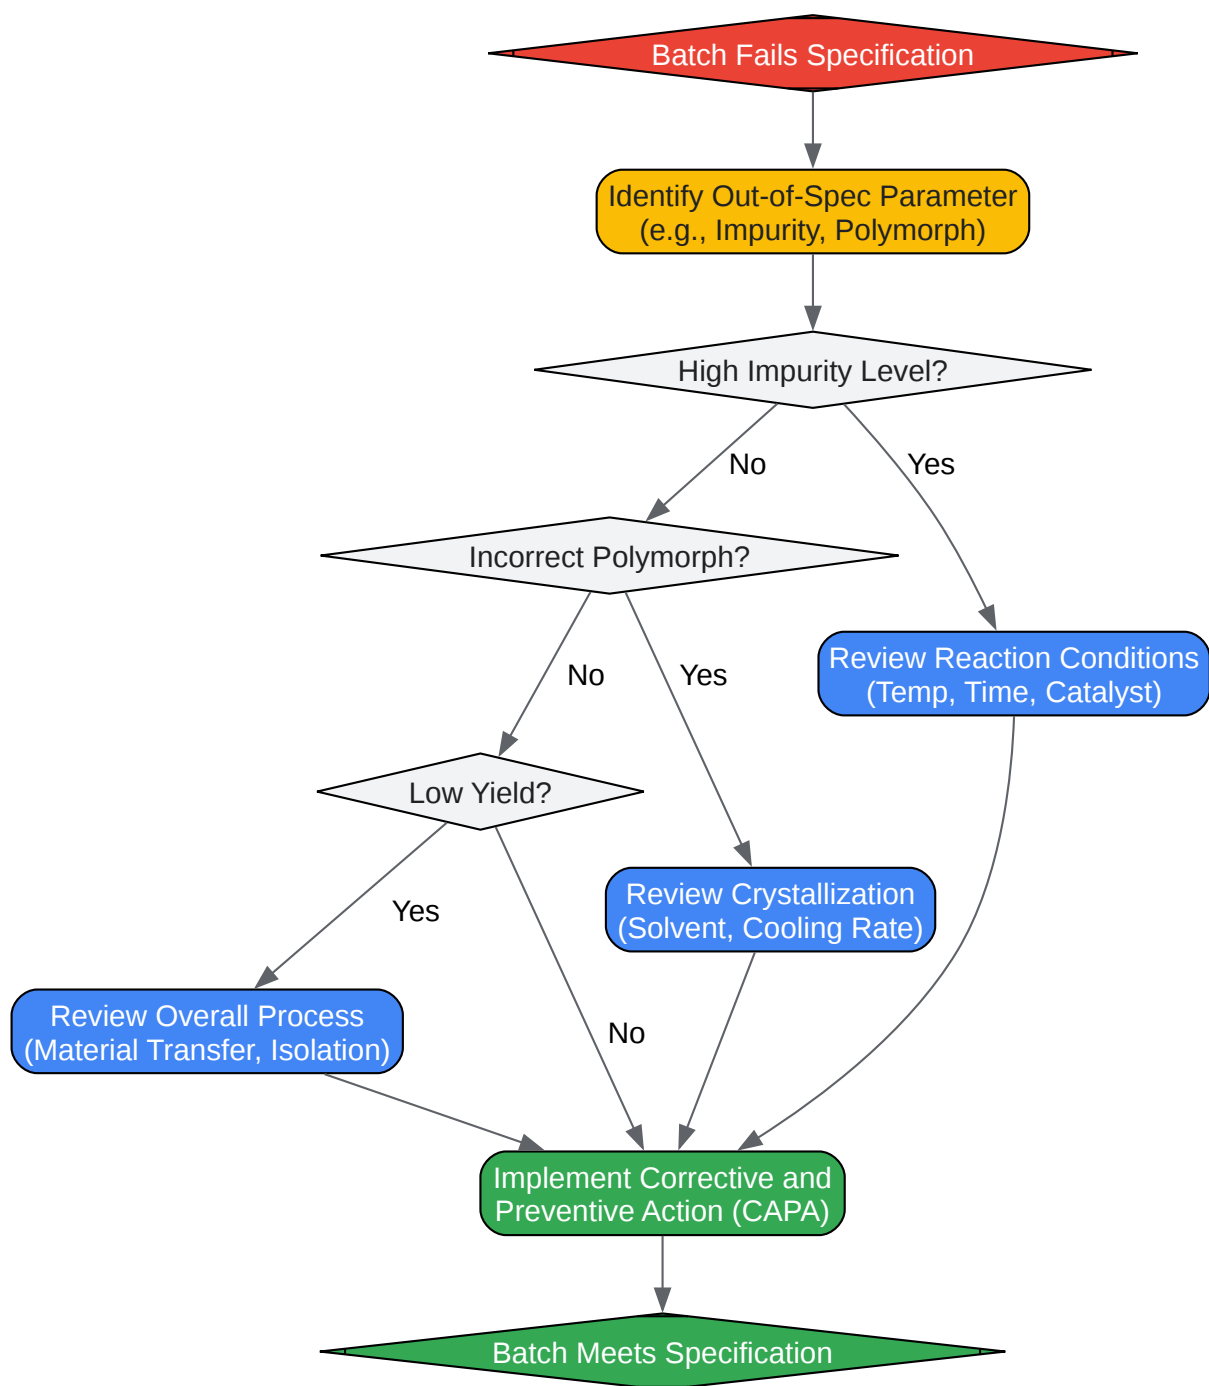 Batch Fails Specification
Identify Out-of-Spec Parameter
(e.g., Impurity, Polymorph)
High Impurity Level?
No
Yes
Incorrect Polymorph?
No
Yes
Review Reaction Conditions
(Temp, Time, Catalyst)
Low Yield?
Yes
Review Crystallization
(Solvent, Cooling Rate)
Review Overall Process
(Material Transfer, Isolation)
No
Implement Corrective and
Preventive Action (CAPA)
Batch Meets Specification